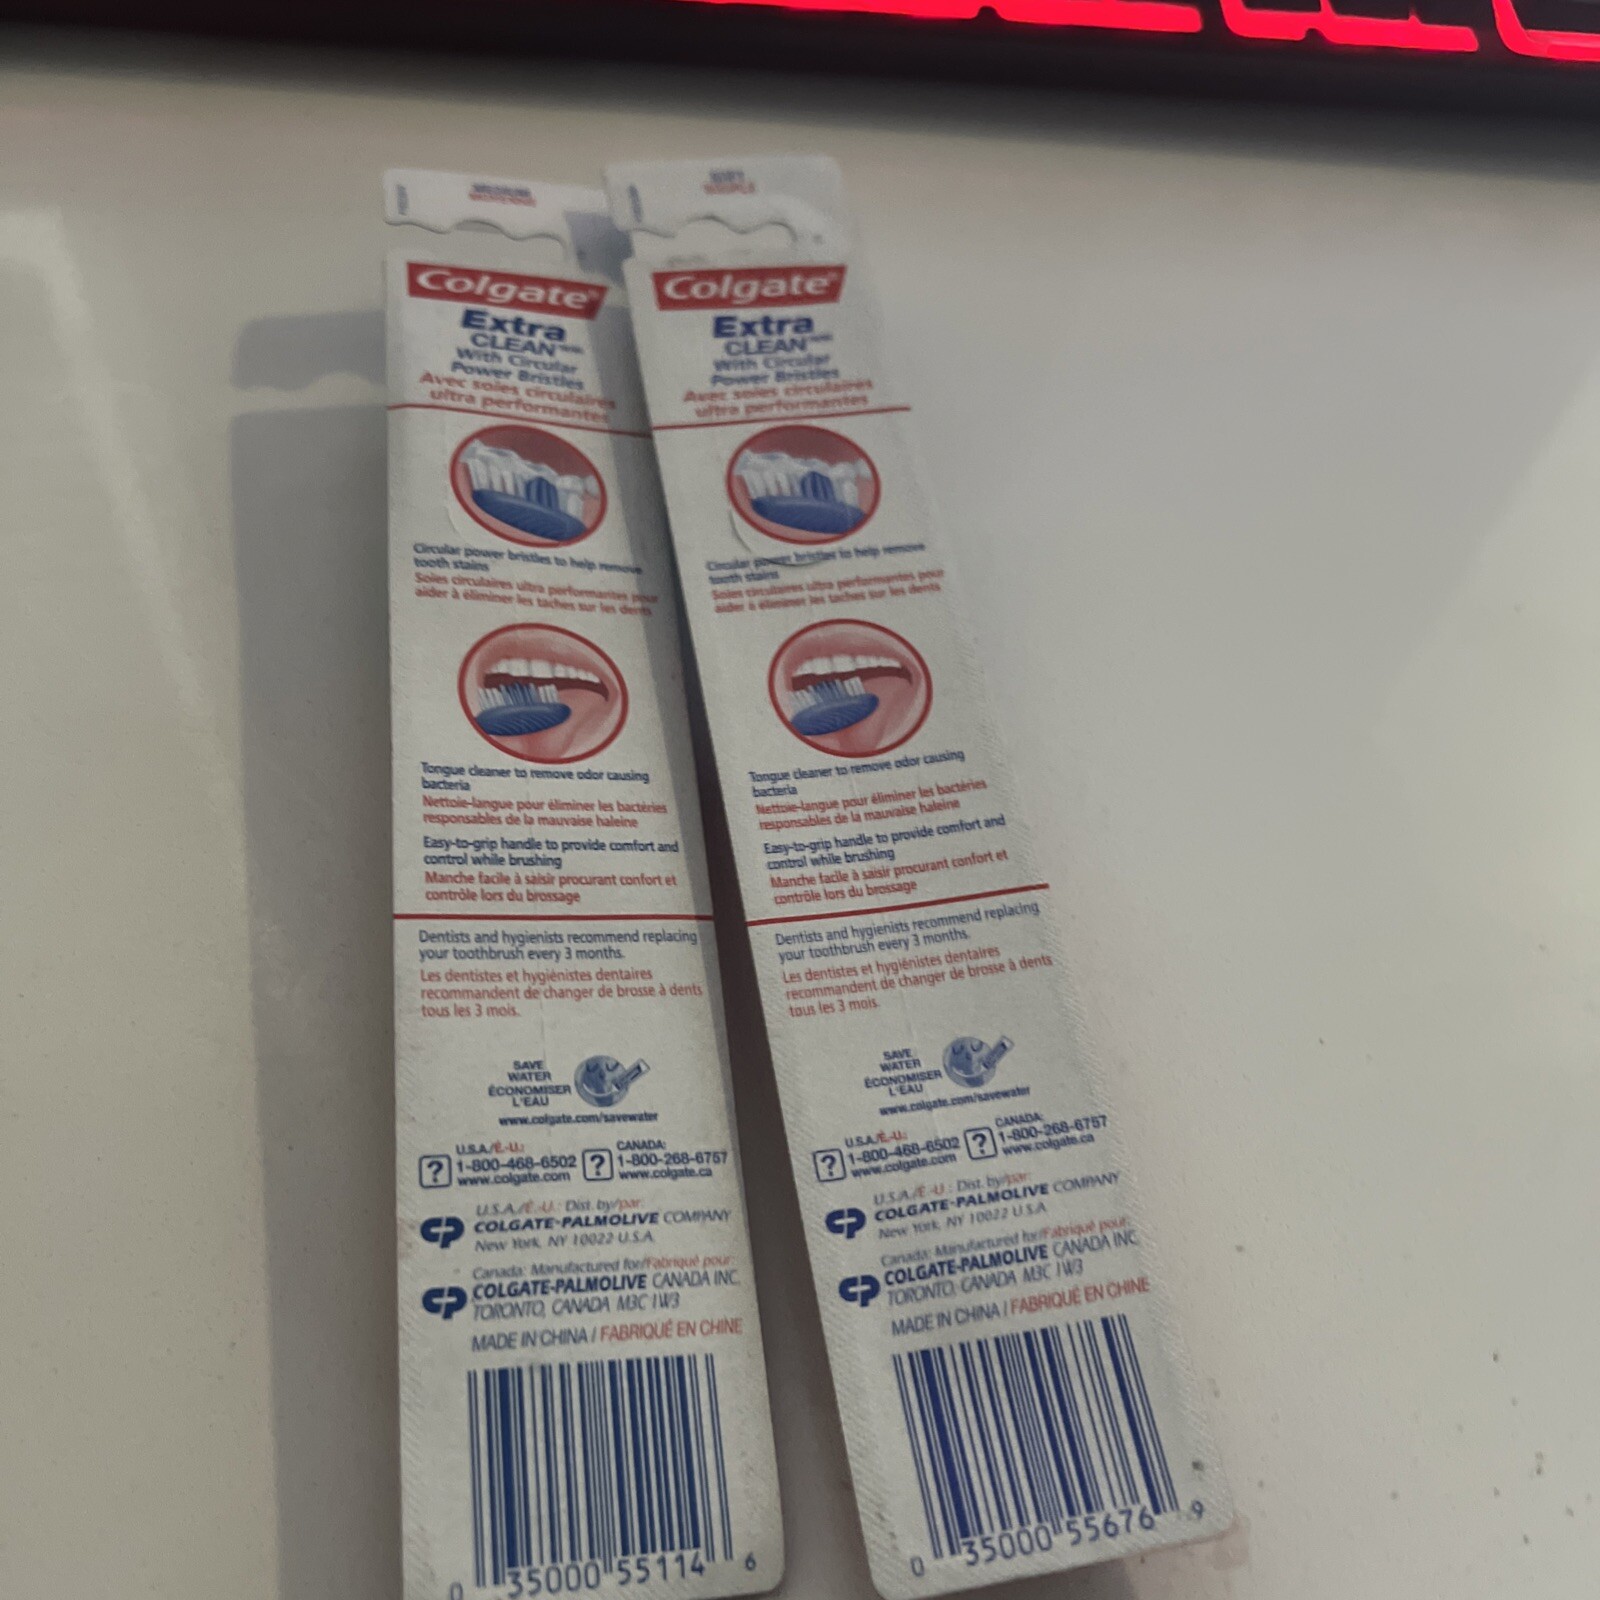 MEDIUM
Colgate®
Extra
CLEAN
With Circular
Power Bristles
Avec soies circulaires
ultra performantes
Circular power bristles to help remove
tooth stains
Soies circulaires ultra performantes pour
aider à éliminer les taches sur les dents
Tongue cleaner to remove odor causing
bacteria
Nettoie-langue pour éliminer les bactéries
responsables de la mauvaise haleine
Easy-to-grip handle to provide comfort and
control while brushing
Manche facile à saisir procurant confort et
contrôle lors du brossage
Dentists and hygienists recommend replacing
your toothbrush every 3 months.
Les dentistes et hygiénistes dentaires
recommandent de changer de brosse à dents
tous les 3 mois.
SAVE
WATER
ÉCONOMISER
L'EAU
www.colgate.com/savewater
U.S.A./É.-U.:
? 1-800-468-6502
www.colgate.com
CANADA:
? 1-800-268-6757
www.colgate.ca
U.S.A./É.-U.: Dist. by/par:
CP COLGATE-PALMOLIVE COMPANY
New York, NY 10022 U.S.A.
Canada: Manufactured for/Fabriqué pour:
CP COLGATE-PALMOLIVE CANADA INC.
TORONTO, CANADA M3C 1W3
MADE IN CHINA / FABRIQUÉ EN CHINE
0 35000 55114 6
SOFT
SOUPLE
Colgate®
Extra
CLEAN
With Circular
Power Bristles
Avec soies circulaires
ultra performantes
Circular power bristles to help remove
tooth stains
Soies circulaires ultra performantes pour
aider à éliminer les taches sur les dents
Tongue cleaner to remove odor causing
bacteria
Nettoie-langue pour éliminer les bactéries
responsables de la mauvaise haleine
Easy-to-grip handle to provide comfort and
control while brushing
Manche facile à saisir procurant confort et
contrôle lors du brossage
Dentists and hygienists recommend replacing
your toothbrush every 3 months.
Les dentistes et hygiénistes dentaires
recommandent de changer de brosse à dents
tous les 3 mois.
SAVE
WATER
ÉCONOMISER
L'EAU
www.colgate.com/savewater
U.S.A./É.-U.:
? 1-800-468-6502
www.colgate.com
CANADA:
? 1-800-268-6757
www.colgate.ca
U.S.A./É.-U.: Dist. by/par:
CP COLGATE-PALMOLIVE COMPANY
New York, NY 10022 U.S.A.
Canada: Manufactured for/Fabriqué pour:
CP COLGATE-PALMOLIVE CANADA INC.
TORONTO, CANADA M3C 1W3
MADE IN CHINA / FABRIQUÉ EN CHINE
0 35000 55676 9